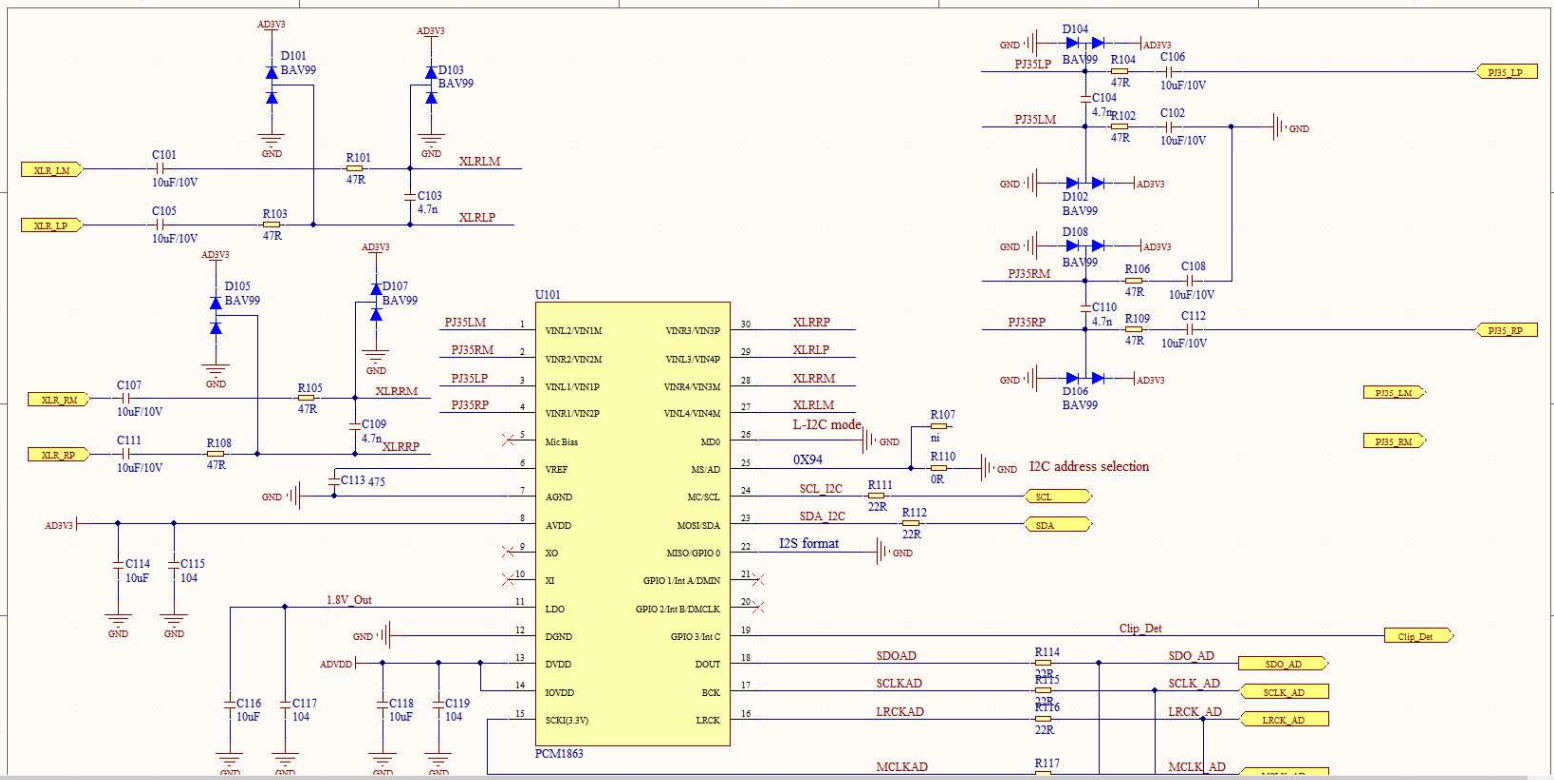 AD3V3
D101
BAV99
GND
AD3V3
D103
BAV99
GND
XLR_LM
C101
10uF/10V
R101
47R
XLRLM
C103
4.7n
XLR_LP
C105
10uF/10V
R103
47R
XLRLP
AD3V3
D105
BAV99
GND
AD3V3
D107
BAV99
GND
XLR_RM
C107
10uF/10V
R105
47R
XLRRM
C109
4.7n
XLR_RP
C111
10uF/10V
R108
47R
XLRRP
D104
GND
AD3V3
BAV99
PJ35LP
R104
47R
C106
10uF/10V
PJ35_LP
C104
4.7n
PJ35LM
R102
47R
C102
10uF/10V
GND
GND
AD3V3
D102
BAV99
D108
GND
AD3V3
BAV99
PJ35RM
R106
47R
C108
10uF/10V
C110
4.7n
PJ35RP
R109
47R
C112
10uF/10V
PJ35_RP
GND
AD3V3
D106
BAV99
PJ35_LM
PJ35_RM
U101
PJ35LM 1 VINL2/VIN1M
PJ35RM 2 VINR2/VIN2M
PJ35LP 3 VINL1/VIN1P
PJ35RP 4 VINR1/VIN2P
5 Mic Bias
6 VREF
C113 475
GND 7 AGND
AD3V3 8 AVDD
C114
10uF
GND
C115
104
GND
9 XO
10 XI
1.8V_Out 11 LDO
GND 12 DGND
ADVDD 13 DVDD
14 IOVDD
15 SCKI(3.3V)
C116
10uF
GND
C117
104
GND
C118
10uF
GND
C119
104
GND
PCM1863
VINR3/VIN3P 30 XLRRP
VINL3/VIN4P 29 XLRLP
VINR4/VIN3M 28 XLRRM
VINL4/VIN4M 27 XLRLM
MD0 26 L-I2C mode GND
R107
ni
MS/AD 25 0X94
R110
0R
GND
I2C address selection
MC/SCL 24 SCL_I2C
R111
22R
SCL
MOSI/SDA 23 SDA_I2C
R112
22R
SDA
MISO/GPIO 0 22 I2S format GND
GPIO 1/Int A/DMIN 21
GPIO 2/Int B/DMCLK 20
GPIO 3/Int C 19 Clip_Det Clip_Det
DOUT 18 SDOAD
R114
22R
SDO_AD SDO_AD
BCK 17 SCLKAD
R115
22R
SCLK_AD SCLK_AD
LRCK 16 LRCKAD
R116
22R
LRCK_AD LRCK_AD
MCLKAD R117 MCLK_AD MCLK_AD